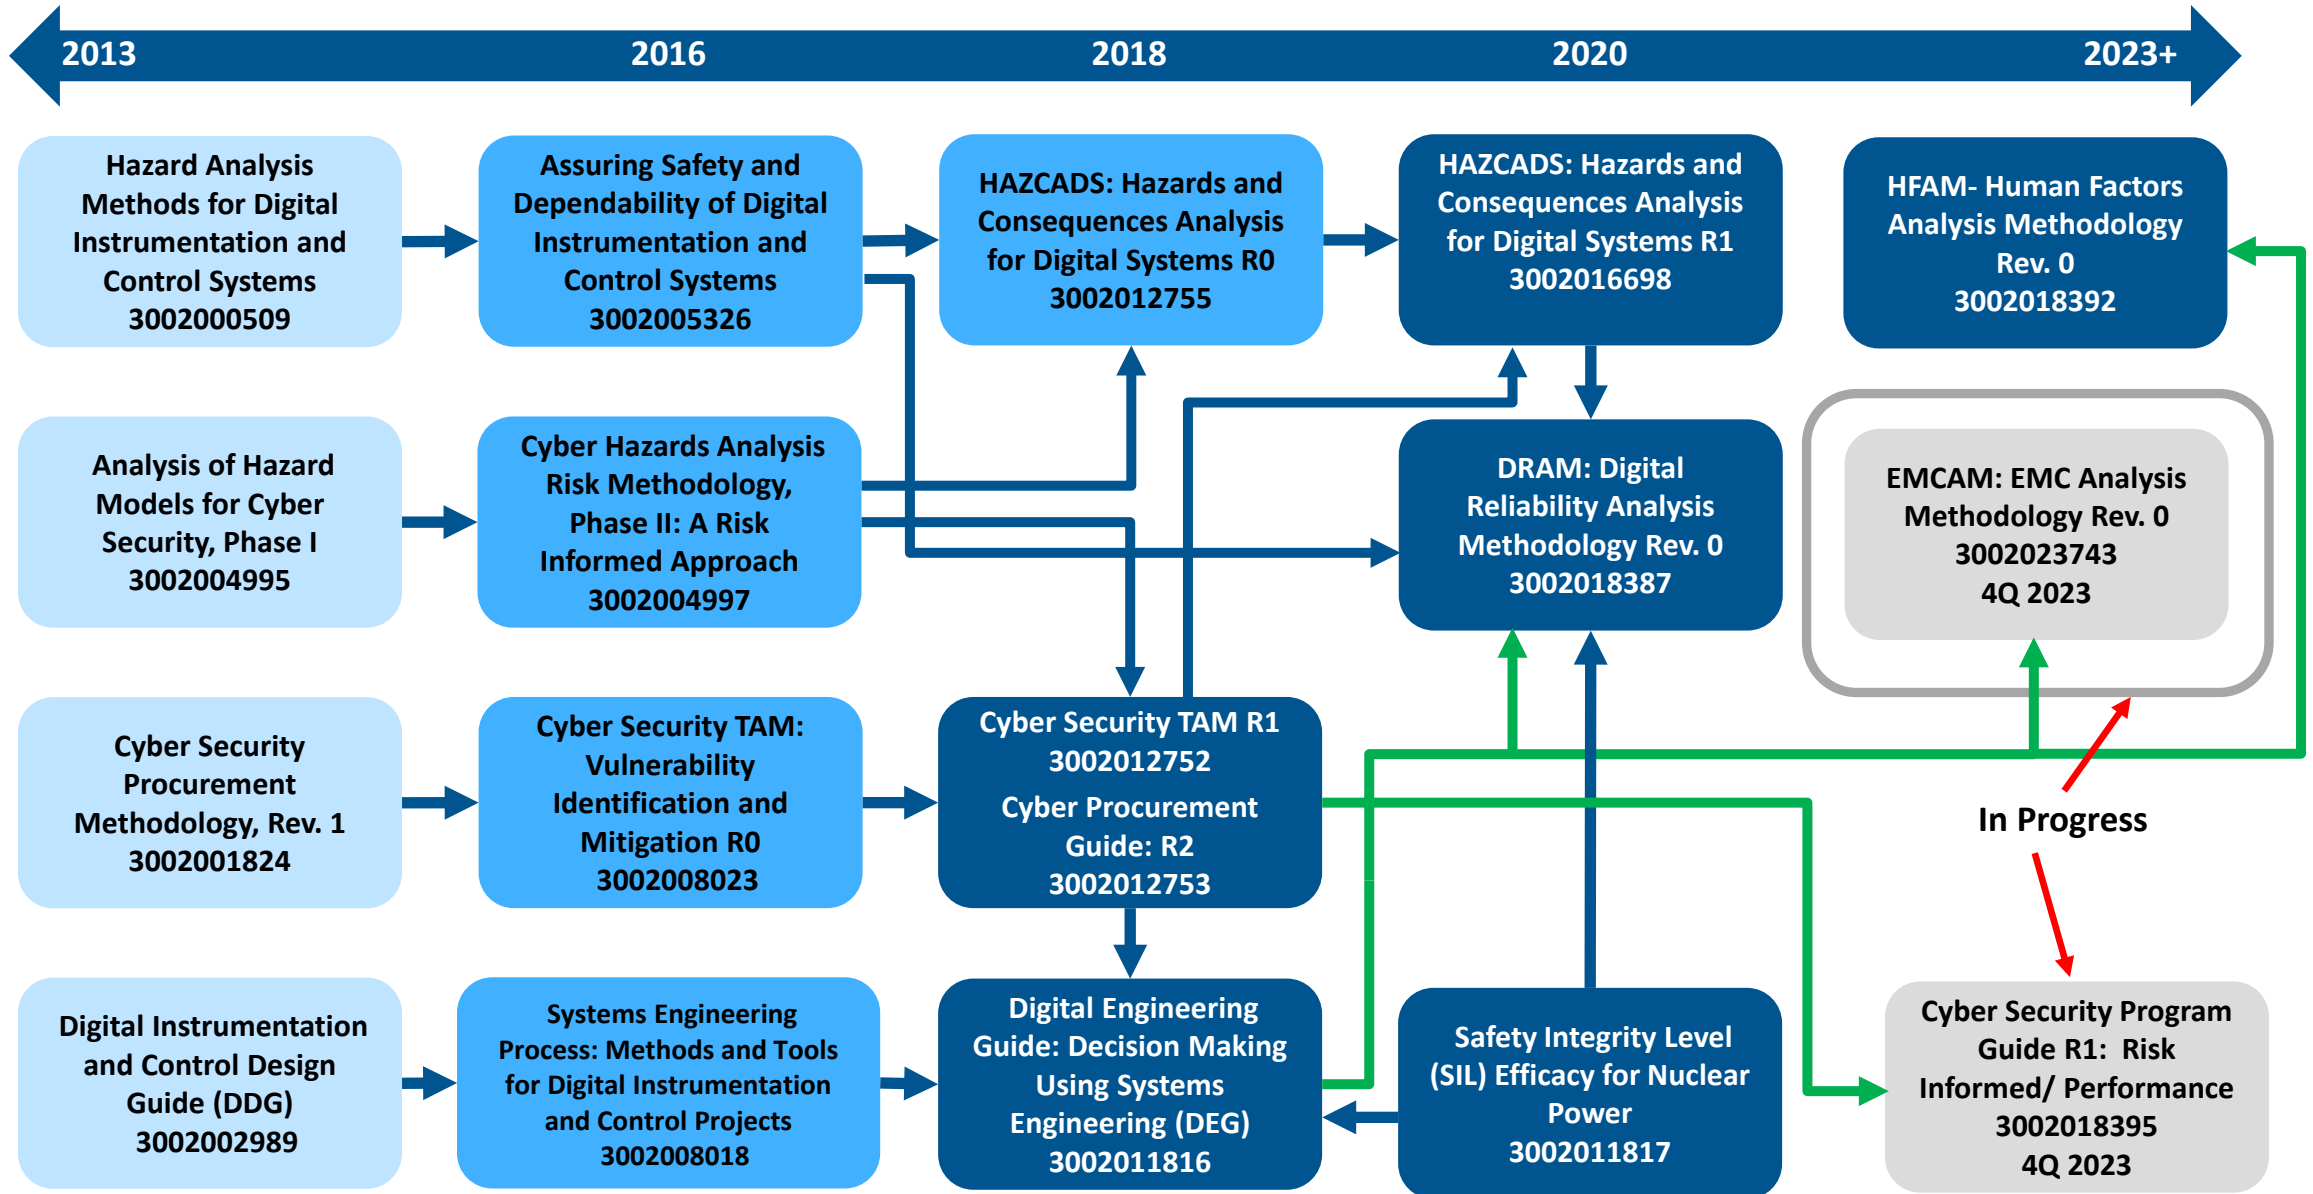 2013
2016
2018
2020
2023+
Hazard Analysis
Methods for Digital
Instrumentation and
Control Systems
3002000509
Assuring Safety and
Dependability of Digital
Instrumentation and
Control Systems
3002005326
HAZCADS: Hazards and
Consequences Analysis
for Digital Systems R0
3002012755
HAZCADS: Hazards and
Consequences Analysis
for Digital Systems R1
3002016698
HFAM- Human Factors
Analysis Methodology
Rev. 0
3002018392
Analysis of Hazard
Models for Cyber
Security, Phase I
3002004995
Cyber Hazards Analysis
Risk Methodology,
Phase II: A Risk
Informed Approach
3002004997
DRAM: Digital
Reliability Analysis
Methodology Rev. 0
3002018387
EMCAM: EMC Analysis
Methodology Rev. 0
3002023743
4Q 2023
Cyber Security
Procurement
Methodology, Rev. 1
3002001824
Cyber Security TAM:
Vulnerability
Identification and
Mitigation R0
3002008023
Cyber Security TAM R1
3002012752
Cyber Procurement
Guide: R2
3002012753
In Progress
Digital Instrumentation
and Control Design
Guide (DDG)
3002002989
Systems Engineering
Process: Methods and Tools
for Digital Instrumentation
and Control Projects
3002008018
Digital Engineering
Guide: Decision Making
Using Systems
Engineering (DEG)
3002011816
Safety Integrity Level
(SIL) Efficacy for Nuclear
Power
3002011817
Cyber Security Program
Guide R1: Risk
Informed/ Performance
3002018395
4Q 2023